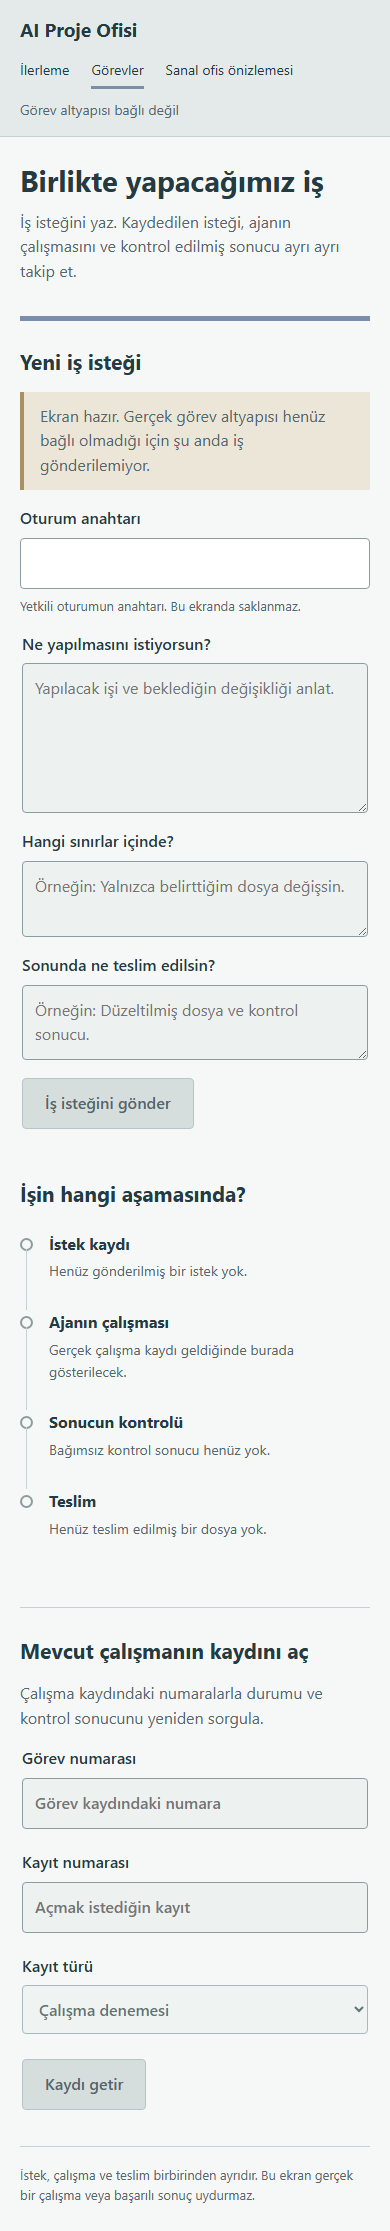 AI Proje Ofisi
İlerleme Görevler Sanal ofis önizlemesi
Görev altyapısı bağlı değil
Birlikte yapacağımız iş
İş isteğini yaz. Kaydedilen isteği, ajanın
çalışmasını ve kontrol edilmiş sonucu ayrı ayrı
takip et.
Yeni iş isteği
Ekran hazır. Gerçek görev altyapısı henüz
bağlı olmadığı için şu anda iş
gönderilemiyor.
Oturum anahtarı
Yetkili oturumun anahtarı. Bu ekranda saklanmaz.
Ne yapılmasını istiyorsun?
Yapılacak işi ve beklediğin değişikliği anlat.
Hangi sınırlar içinde?
Örneğin: Yalnızca belirttiğim dosya değişsin.
Sonunda ne teslim edilsin?
Örneğin: Düzeltilmiş dosya ve kontrol
sonucu.
İş isteğini gönder
İşin hangi aşamasında?
İstek kaydı
Henüz gönderilmiş bir istek yok.
Ajanın çalışması
Gerçek çalışma kaydı geldiğinde burada
gösterilecek.
Sonucun kontrolü
Bağımsız kontrol sonucu henüz yok.
Teslim
Henüz teslim edilmiş bir dosya yok.
Mevcut çalışmanın kaydını aç
Çalışma kaydındaki numaralarla durumu ve
kontrol sonucunu yeniden sorgula.
Görev numarası
Görev kaydındaki numara
Kayıt numarası
Açmak istediğin kayıt
Kayıt türü
Çalışma denemesi
Kaydı getir
İstek, çalışma ve teslim birbirinden ayrıdır. Bu ekran gerçek
bir çalışma veya başarılı sonuç uydurmaz.